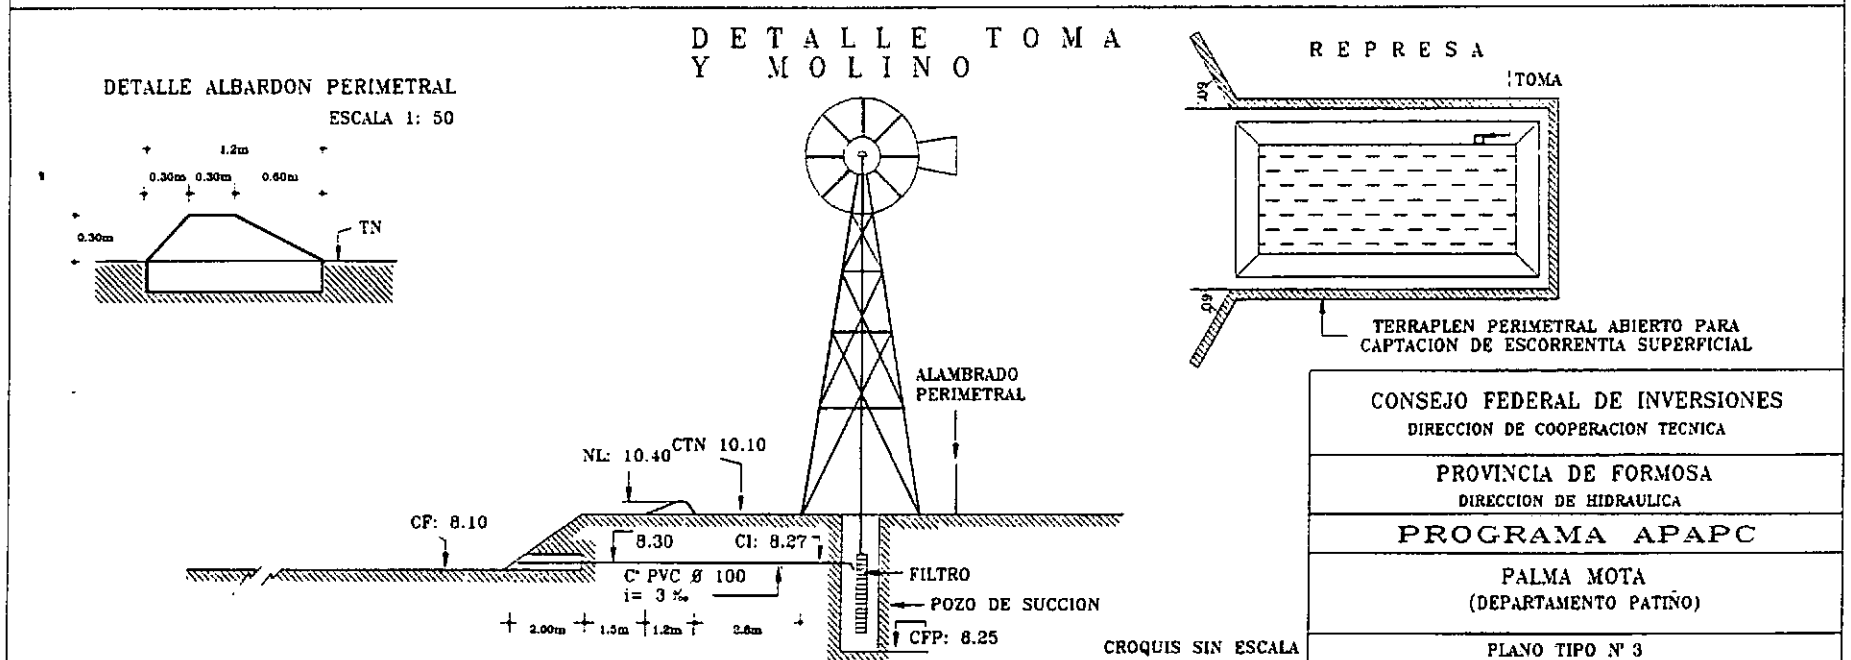 DETALLE TOMA
Y MOLINO
DETALLE ALBARDON PERIMETRAL
ESCALA 1: 50
1.2m
0.30m 0.30m 0.60m
0.30m
TN
REPRESA
TOMA
60°
60
TERRAPLEN PERIMETRAL ABIERTO PARA
CAPTACION DE ESCORRENTIA SUPERFICIAL
ALAMBRADO
PERIMETRAL
NL: 10.40
CTN 10.10
CF: 8.10
8.30
CI: 8.27
C° PVC Ø 100
i= 3 ‰
FILTRO
POZO DE SUCCION
CFP: 8.25
2.00m 1.5m 1.2m 2.6m
CROQUIS SIN ESCALA
CONSEJO FEDERAL DE INVERSIONES
DIRECCION DE COOPERACION TECNICA
PROVINCIA DE FORMOSA
DIRECCION DE HIDRAULICA
PROGRAMA APAPC
PALMA MOTA
(DEPARTAMENTO PATIÑO)
PLANO TIPO Nº 3